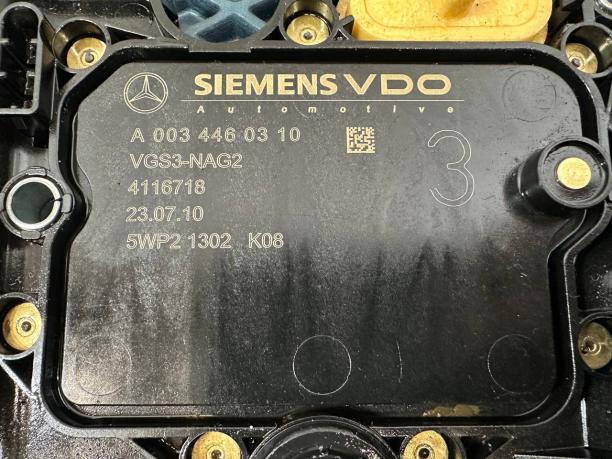 SIEMENS VDO
Automotive
A 003 446 03 10
VGS3-NAG2
4116718
23.07.10
5WP2 1302 K08
3